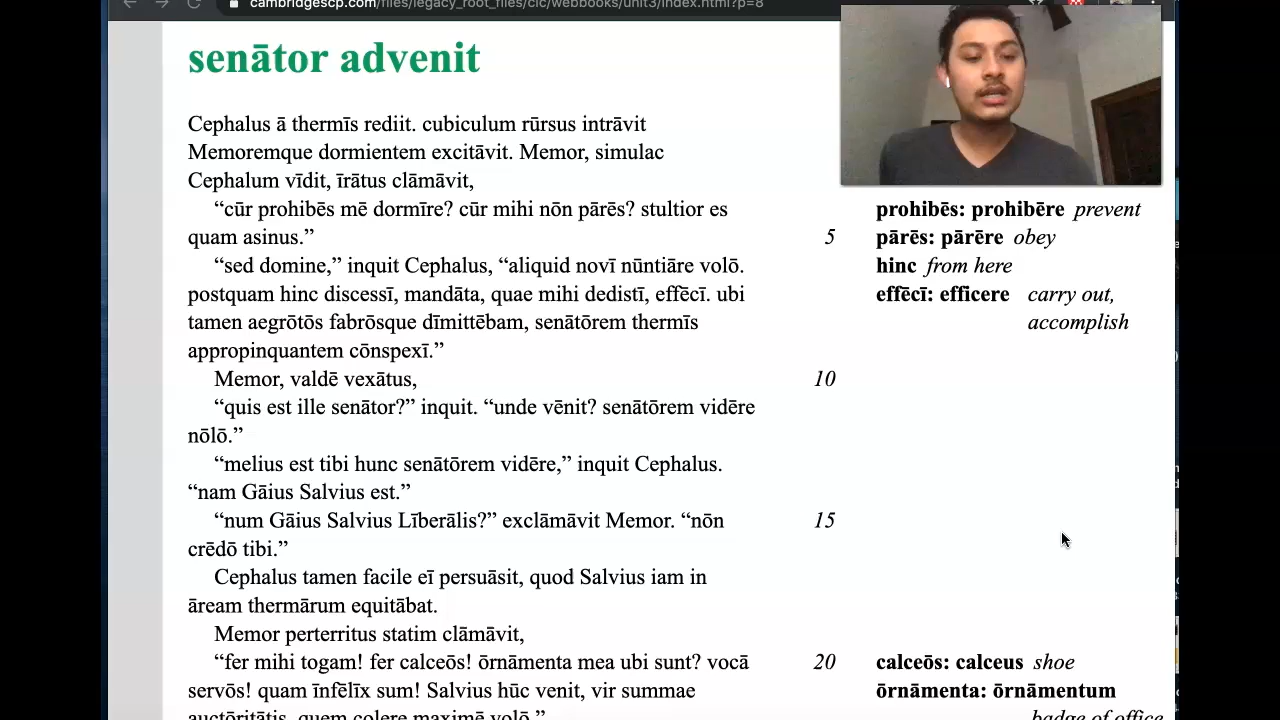 cambridgescp.com/files/legacy_root_files/clc/webbooks/unit3/index.html?p=8
senātor advenit
Cephalus ā thermīs rediit. cubiculum rūrsus intrāvit
Memoremque dormientem excitāvit. Memor, simulac
Cephalum vīdit, īrātus clāmāvit,
“cūr prohibēs mē dormīre? cūr mihi nōn pārēs? stultior es
prohibēs: prohibēre prevent
quam asinus.”
5
pārēs: pārēre obey
“sed domine,” inquit Cephalus, “aliquid novī nūntiāre volō.
hinc from here
postquam hinc discessī, mandāta, quae mihi dedistī, effēcī. ubi
effēcī: efficere carry out,
tamen aegrōtōs fabrōsque dīmittēbam, senātōrem thermīs
accomplish
appropinquantem cōnspexī.”
Memor, valdē vexātus,
10
“quis est ille senātor?” inquit. “unde vēnit? senātōrem vidēre
nōlō.”
“melius est tibi hunc senātōrem vidēre,” inquit Cephalus.
“nam Gāius Salvius est.”
“num Gāius Salvius Līberālis?” exclāmāvit Memor. “nōn
15
crēdō tibi.”
Cephalus tamen facile eī persuāsit, quod Salvius iam in
āream thermārum equitābat.
Memor perterritus statim clāmāvit,
“fer mihi togam! fer calceōs! ōrnāmenta mea ubi sunt? vocā
20
calceōs: calceus shoe
servōs! quam īnfēlīx sum! Salvius hūc venit, vir summae
ōrnāmenta: ōrnāmentum
auctōritātis, quem colere maximē volō.”
badge of office